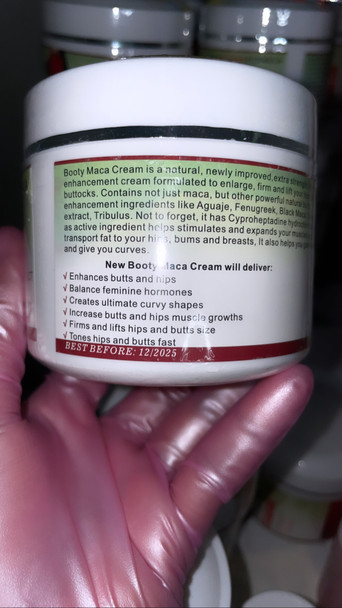 Booty Maca Cream is a natural, newly improved, extra
enhancement cream formulated to enlarge, firm and lift
buttocks. Contains not just maca, but other powerful natural
enhancement ingredients like Aguaje, Fenugreek, Black Maca
extract, Tribulus. Not to forget, it has Cyproheptadine
as active ingredient helps stimulates and expands your
transport fat to your hips, bums and breasts, It also helps
and give you curves.
New Booty Maca Cream will deliver:
√ Enhances butts and hips
√ Balance feminine hormones
√ Creates ultimate curvy shapes
√ Increase butts and hips muscle growths
√ Firms and lifts hips and butts size
√ Tones hips and butts fast
BEST BEFORE: 12/2025